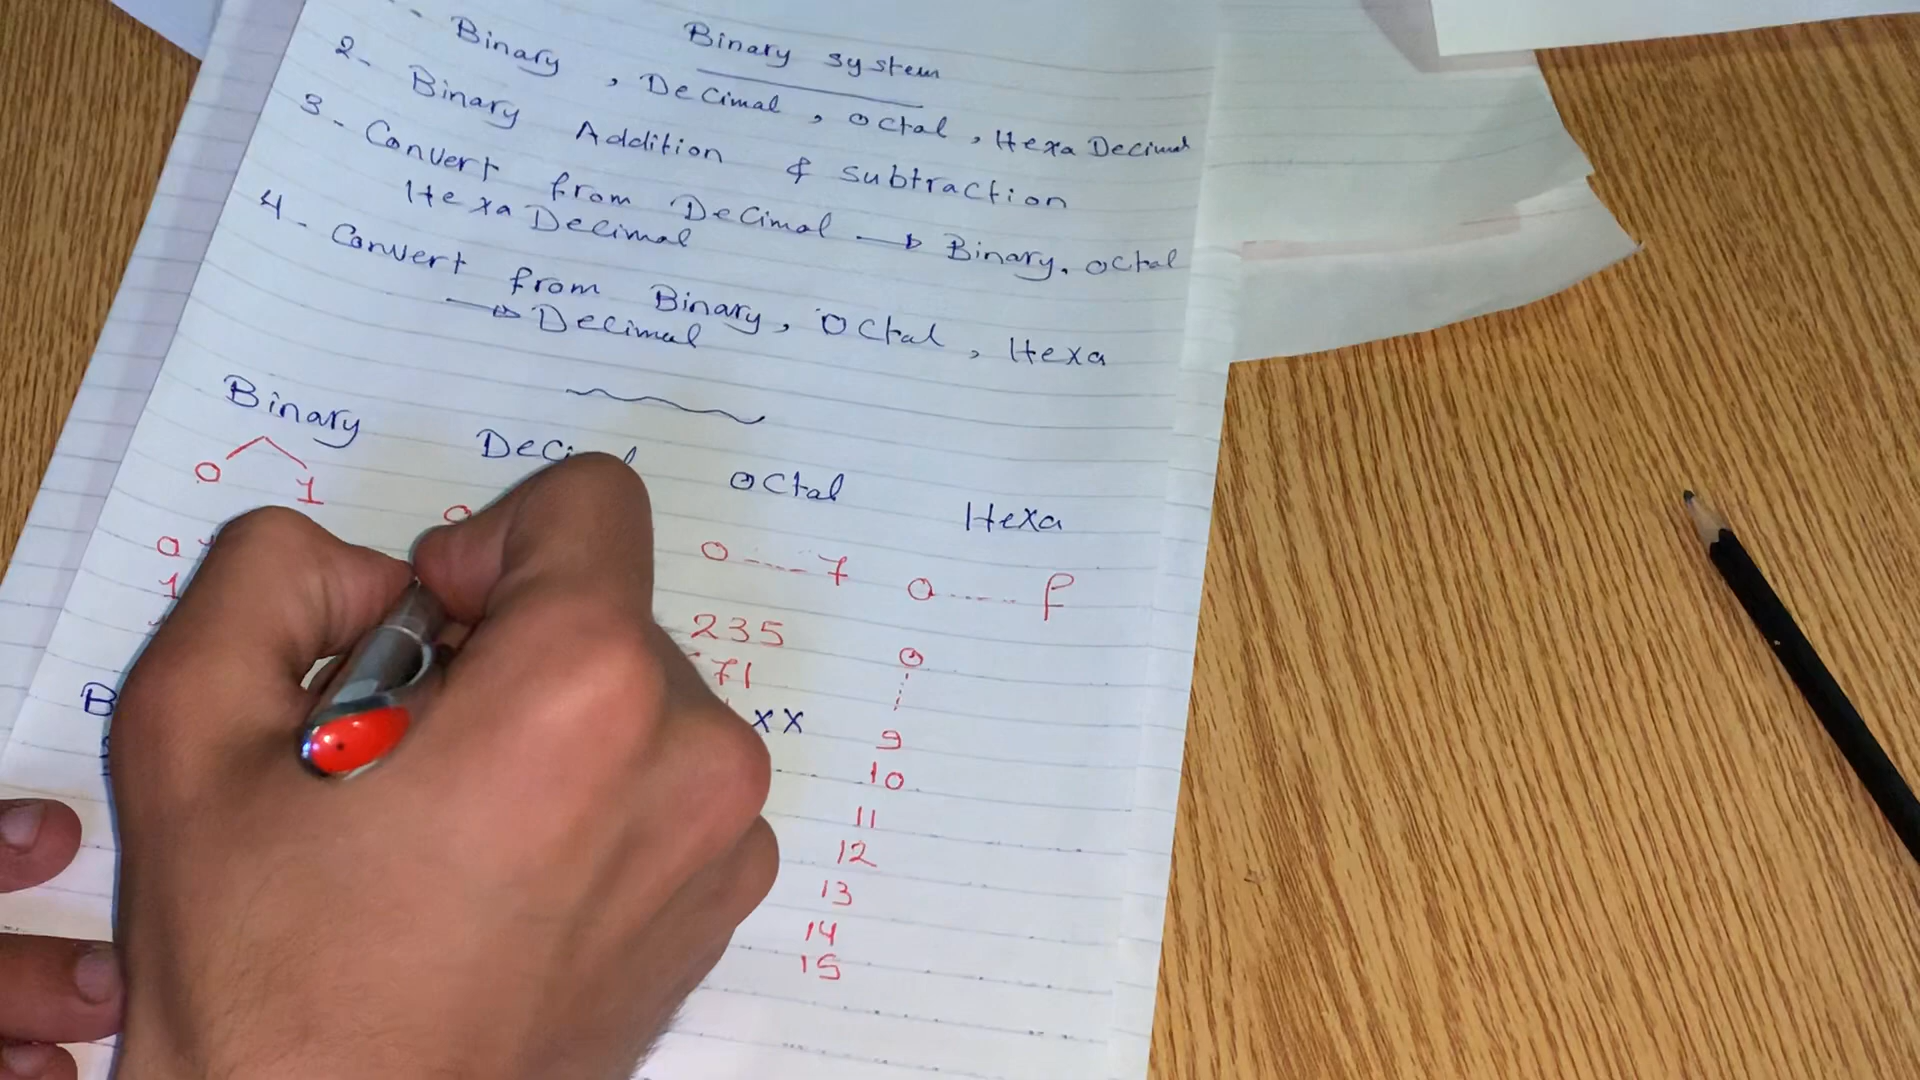 Binary system
Binary, Decimal, octal, Hexa Decimal
2- Binary Addition & subtraction
3- Convert from Decimal → Binary, octal
Hexa Decimal
4- Convert from Binary, Octal, Hexa
→ Decimal
Binary octal Hexa
0 1
0 ---- 7
0 ---- f
235
71
xx
0
9
10
11
12
13
14
15